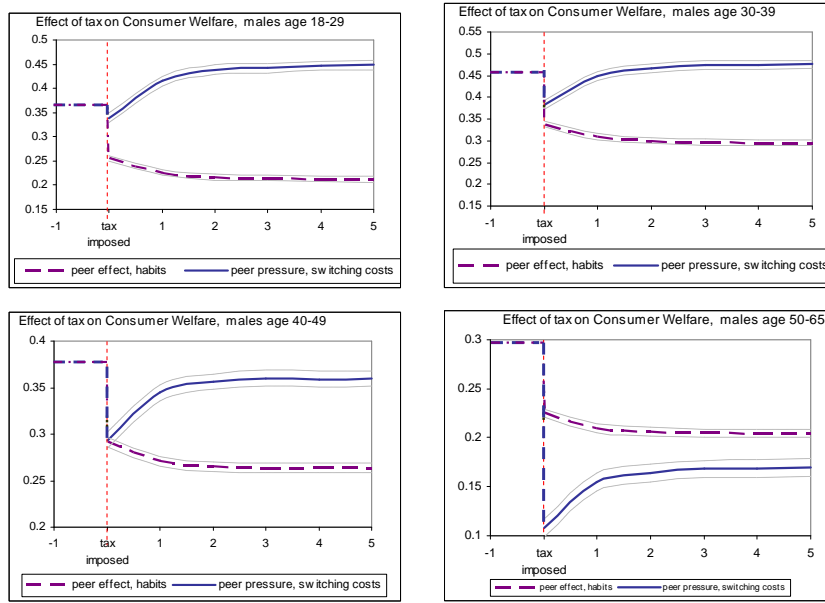 Effect of tax on Consumer Welfare, males age 18-29
0.5
0.45
0.4
0.35
0.3
0.25
0.2
0.15
-1 tax 1 2 3 4 5
imposed
peer effect, habits peer pressure, switching costs
Effect of tax on Consumer Welfare, males age 30-39
0.55
0.5
0.45
0.4
0.35
0.3
0.25
0.2
0.15
-1 tax 1 2 3 4 5
imposed
peer effect, habits peer pressure, switching costs
Effect of tax on Consumer Welfare, males age 40-49
0.4
0.35
0.3
0.25
0.2
-1 tax 1 2 3 4 5
imposed
peer effect, habits peer pressure, switching costs
Effect of tax on Consumer Welfare, males age 50-65
0.3
0.25
0.2
0.15
0.1
-1 tax 1 2 3 4 5
imposed
peer effect, habits peer pressure, switching costs